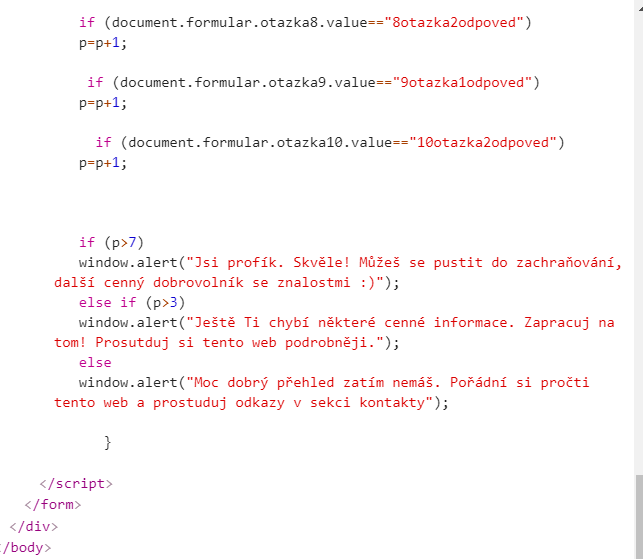 if (document.formular.otazka8.value=="8otazka2odpoved")
p=p+1;
if (document.formular.otazka9.value=="9otazka1odpoved")
p=p+1;
if (document.formular.otazka10.value=="10otazka2odpoved")
p=p+1;
if (p>7)
window.alert("Jsi profík. Skvěle! Můžeš se pustit do zachraňování,
další cenný dobrovolník se znalostmi :)");
else if (p>3)
window.alert("Ještě Ti chybí některé cenné informace. Zapracuj na
tom! Prosutduj si tento web podrobněji.");
else
window.alert("Moc dobrý přehled zatím nemáš. Pořádní si pročti
tento web a prostuduj odkazy v sekci kontakty");
}
</script>
</form>
</div>
</body>